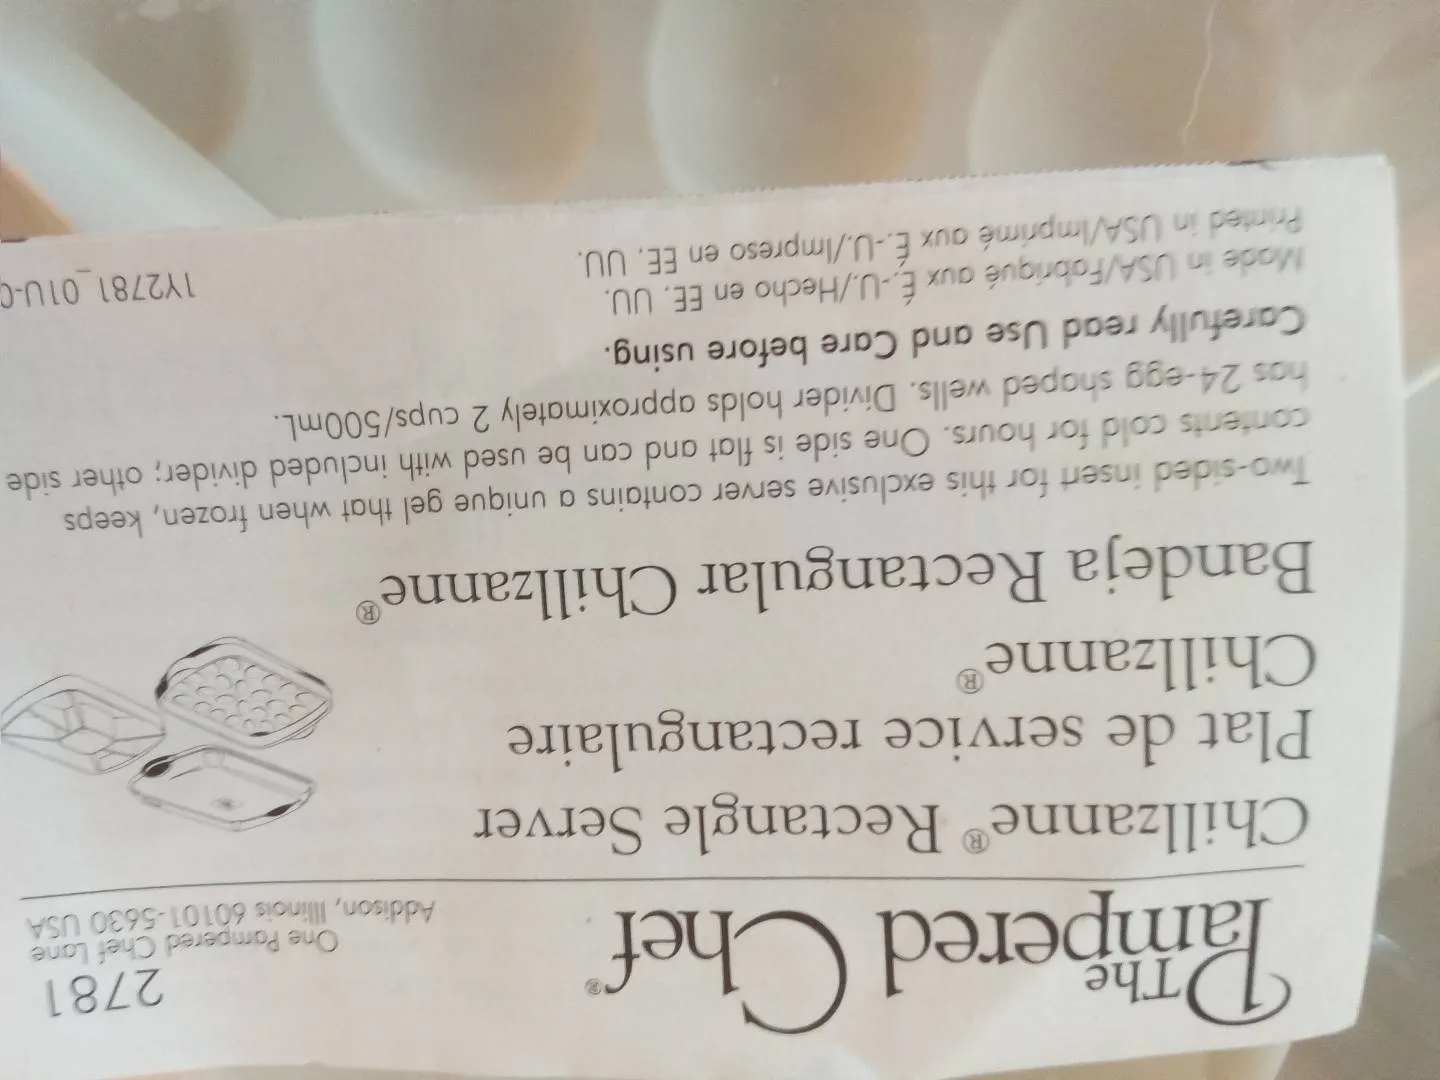 The
Pampered Chef®
2781
One Pampered Chef Lane
Addison, Illinois 60101-5630 USA
Chillzanne® Rectangle Server
Plat de service rectangulaire
Chillzanne®
Bandeja Rectangular Chillzanne®
Two-sided insert for this exclusive server contains a unique gel that when frozen, keeps
contents cold for hours. One side is flat and can be used with included divider; other side
has 24-egg shaped wells. Divider holds approximately 2 cups/500mL.
Carefully read Use and Care before using.
Made in USA/Fabriqué aux É.-U./Hecho en EE. UU.
Printed in USA/Imprimé aux É.-U./Impreso en EE. UU.